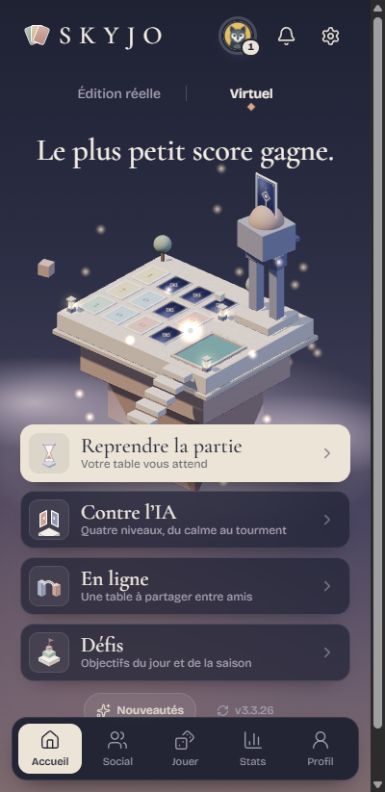 SKYJO
1
Édition réelle
Virtuel
Le plus petit score gagne.
Reprendre la partie
Votre table vous attend
Contre l'IA
Quatre niveaux, du calme au tourment
En ligne
Une table à partager entre amis
Défis
Objectifs du jour et de la saison
Nouveautés
v3.3.26
Accueil
Social
Jouer
Stats
Profil